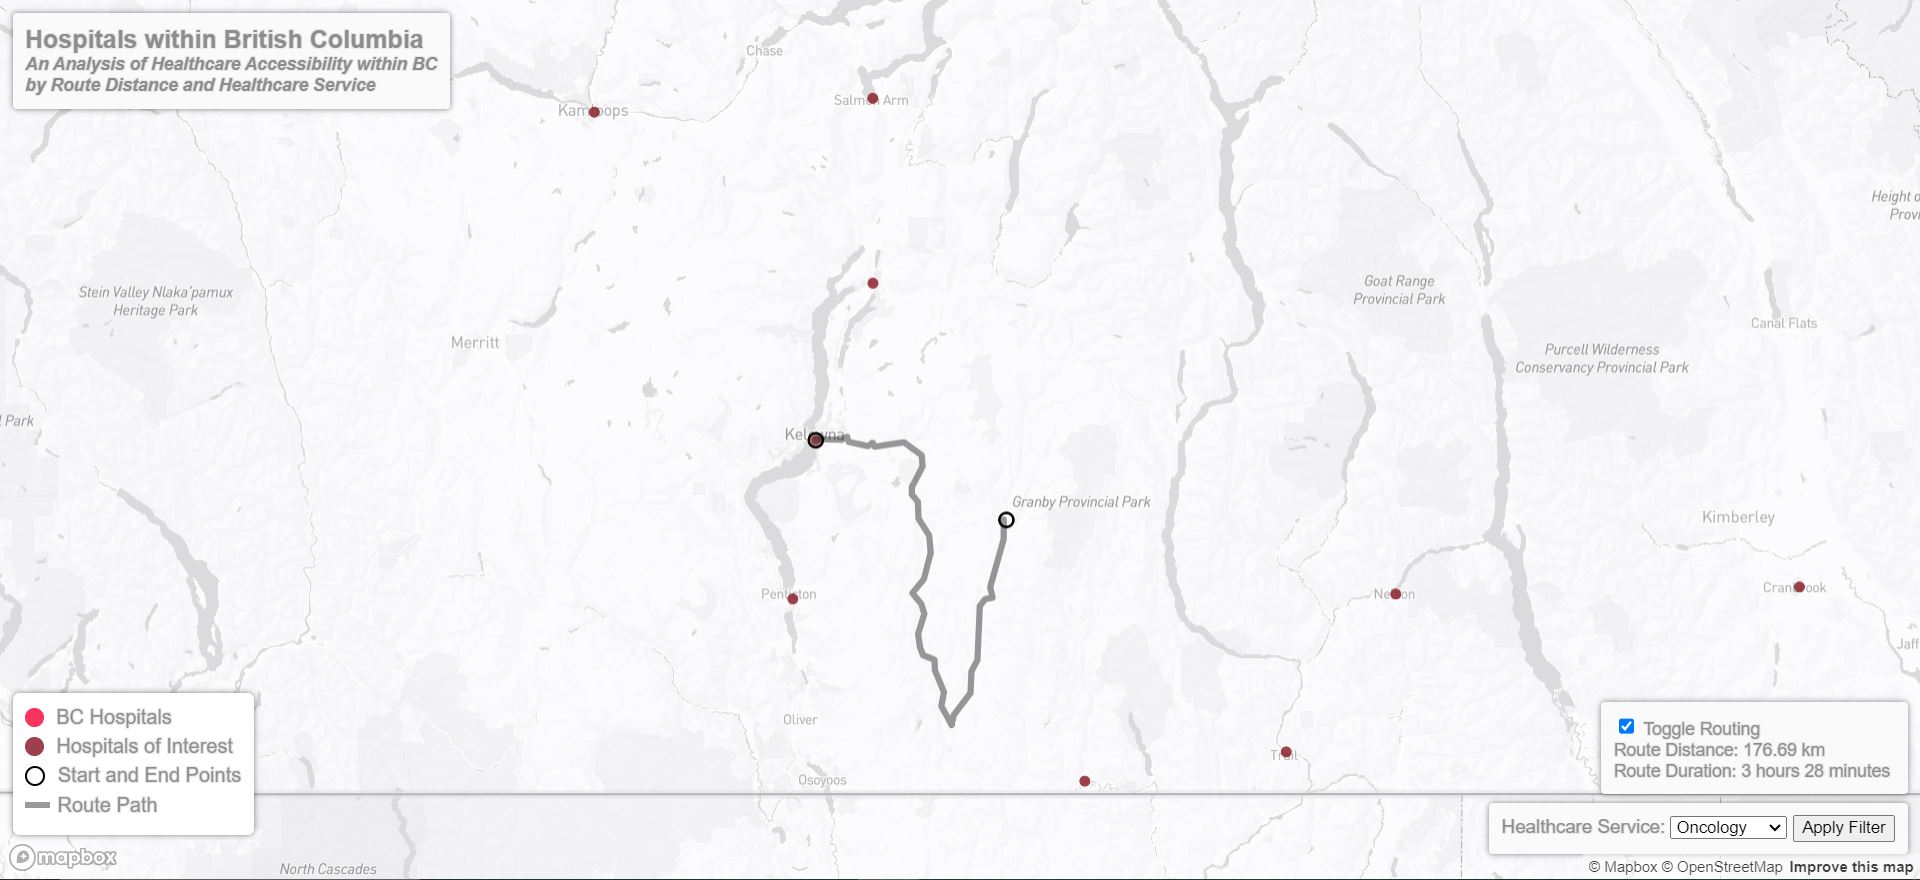 Hospitals within British Columbia
An Analysis of Healthcare Accessibility within BC
by Route Distance and Healthcare Service
Chase
Salmon Arm
Kamloops
Height o
Provi
Stein Valley Nlaka'pamux
Heritage Park
Goat Range
Provincial Park
Canal Flats
Merritt
Purcell Wilderness
Conservancy Provincial Park
l Park
Kelowna
Granby Provincial Park
Kimberley
Penticton
Nelson
Cranbrook
Jaff
Oliver
Trail
Osoyoos
North Cascades
BC Hospitals
Hospitals of Interest
Start and End Points
Route Path
Toggle Routing
Route Distance: 176.69 km
Route Duration: 3 hours 28 minutes
Healthcare Service: Oncology Apply Filter
mapbox
© Mapbox © OpenStreetMap Improve this map